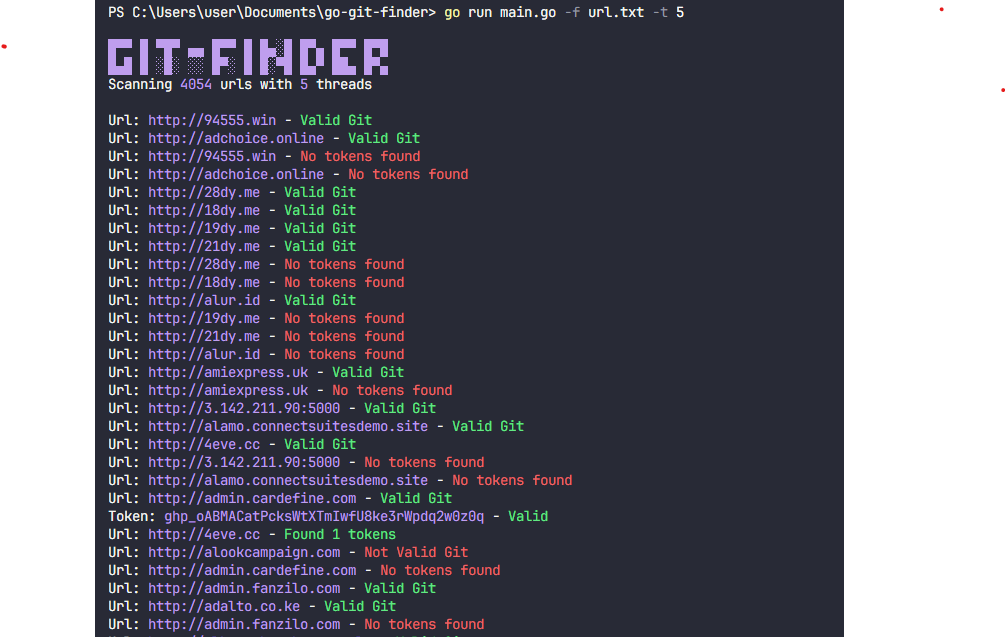 PS C:\Users\user\Documents\go-git-finder> go run main.go -f url.txt -t 5
GIT-FINDER
Scanning 4054 urls with 5 threads
Url: http://94555.win - Valid Git
Url: http://adchoice.online - Valid Git
Url: http://94555.win - No tokens found
Url: http://adchoice.online - No tokens found
Url: http://28dy.me - Valid Git
Url: http://18dy.me - Valid Git
Url: http://19dy.me - Valid Git
Url: http://21dy.me - Valid Git
Url: http://28dy.me - No tokens found
Url: http://18dy.me - No tokens found
Url: http://alur.id - Valid Git
Url: http://19dy.me - No tokens found
Url: http://21dy.me - No tokens found
Url: http://alur.id - No tokens found
Url: http://amiexpress.uk - Valid Git
Url: http://amiexpress.uk - No tokens found
Url: http://3.142.211.90:5000 - Valid Git
Url: http://alamo.connectsuitesdemo.site - Valid Git
Url: http://4eve.cc - Valid Git
Url: http://3.142.211.90:5000 - No tokens found
Url: http://alamo.connectsuitesdemo.site - No tokens found
Url: http://admin.cardefine.com - Valid Git
Token: [access token deliberately redacted] - Valid
Url: http://4eve.cc - Found 1 tokens
Url: http://alookcampaign.com - Not Valid Git
Url: http://admin.cardefine.com - No tokens found
Url: http://admin.fanzilo.com - Valid Git
Url: http://adalto.co.ke - Valid Git
Url: http://admin.fanzilo.com - No tokens found